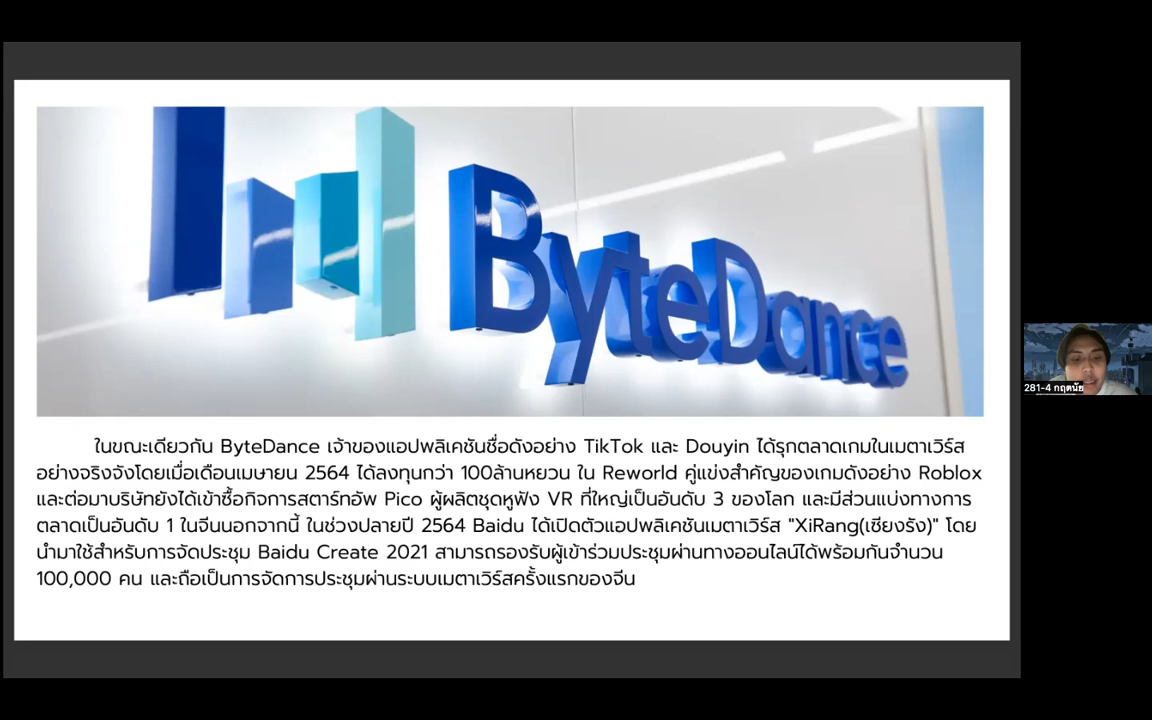 ByteDance
ในขณะเดียวกัน ByteDance เจ้าของแอปพลิเคชันชื่อดังอย่าง TikTok และ Douyin ได้รุกตลาดเกมในเมตาเวิร์ส
อย่างจริงจังโดยเมื่อเดือนเมษายน 2564 ได้ลงทุนกว่า 100ล้านหยวน ใน Reworld คู่แข่งสำคัญของเกมดังอย่าง Roblox
และต่อมาบริษัทยังได้เข้าซื้อกิจการสตาร์ทอัพ Pico ผู้ผลิตชุดหูฟัง VR ที่ใหญ่เป็นอันดับ 3 ของโลก และมีส่วนแบ่งทางการ
ตลาดเป็นอันดับ 1 ในจีนนอกจากนี้ ในช่วงปลายปี 2564 Baidu ได้เปิดตัวแอปพลิเคชันเมตาเวิร์ส "XiRang(เซียงรัง)" โดย
นำมาใช้สำหรับการจัดประชุม Baidu Create 2021 สามารถรองรับผู้เข้าร่วมประชุมผ่านทางออนไลน์ได้พร้อมกันจำนวน
100,000 คน และถือเป็นการจัดการประชุมผ่านระบบเมตาเวิร์สครั้งแรกของจีน
281-4 กฤตนัย